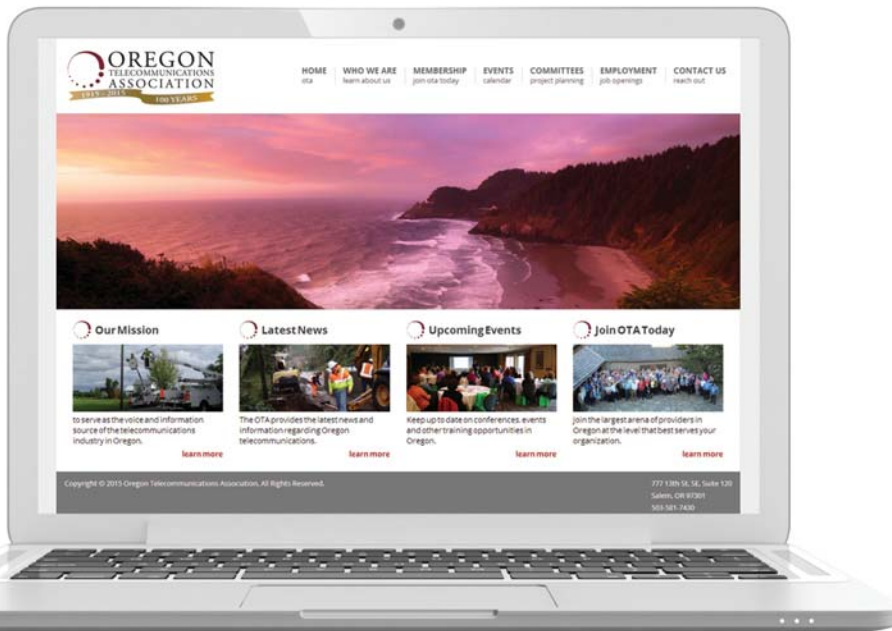 OREGON
TELECOMMUNICATIONS
ASSOCIATION
1915 - 2015 100 YEARS
HOME WHO WE ARE MEMBERSHIP EVENTS COMMITTEES EMPLOYMENT CONTACT US
ota learn about us join ota today calendar project planning job openings reach out
Our Mission
to serve as the voice and information
source of the telecommunications
industry in Oregon.
learn more
Latest News
The OTA provides the latest news and
information regarding Oregon
telecommunications.
learn more
Upcoming Events
Keep up to date on conferences, events
and other training opportunities in
Oregon.
learn more
Join OTA Today
Join the largest arena of providers in
Oregon at the level that best serves your
organization.
learn more
Copyright © 2015 Oregon Telecommunications Association, All Rights Reserved.
777 13th St, SE, Suite 120
Salem, OR 97301
503-581-7430